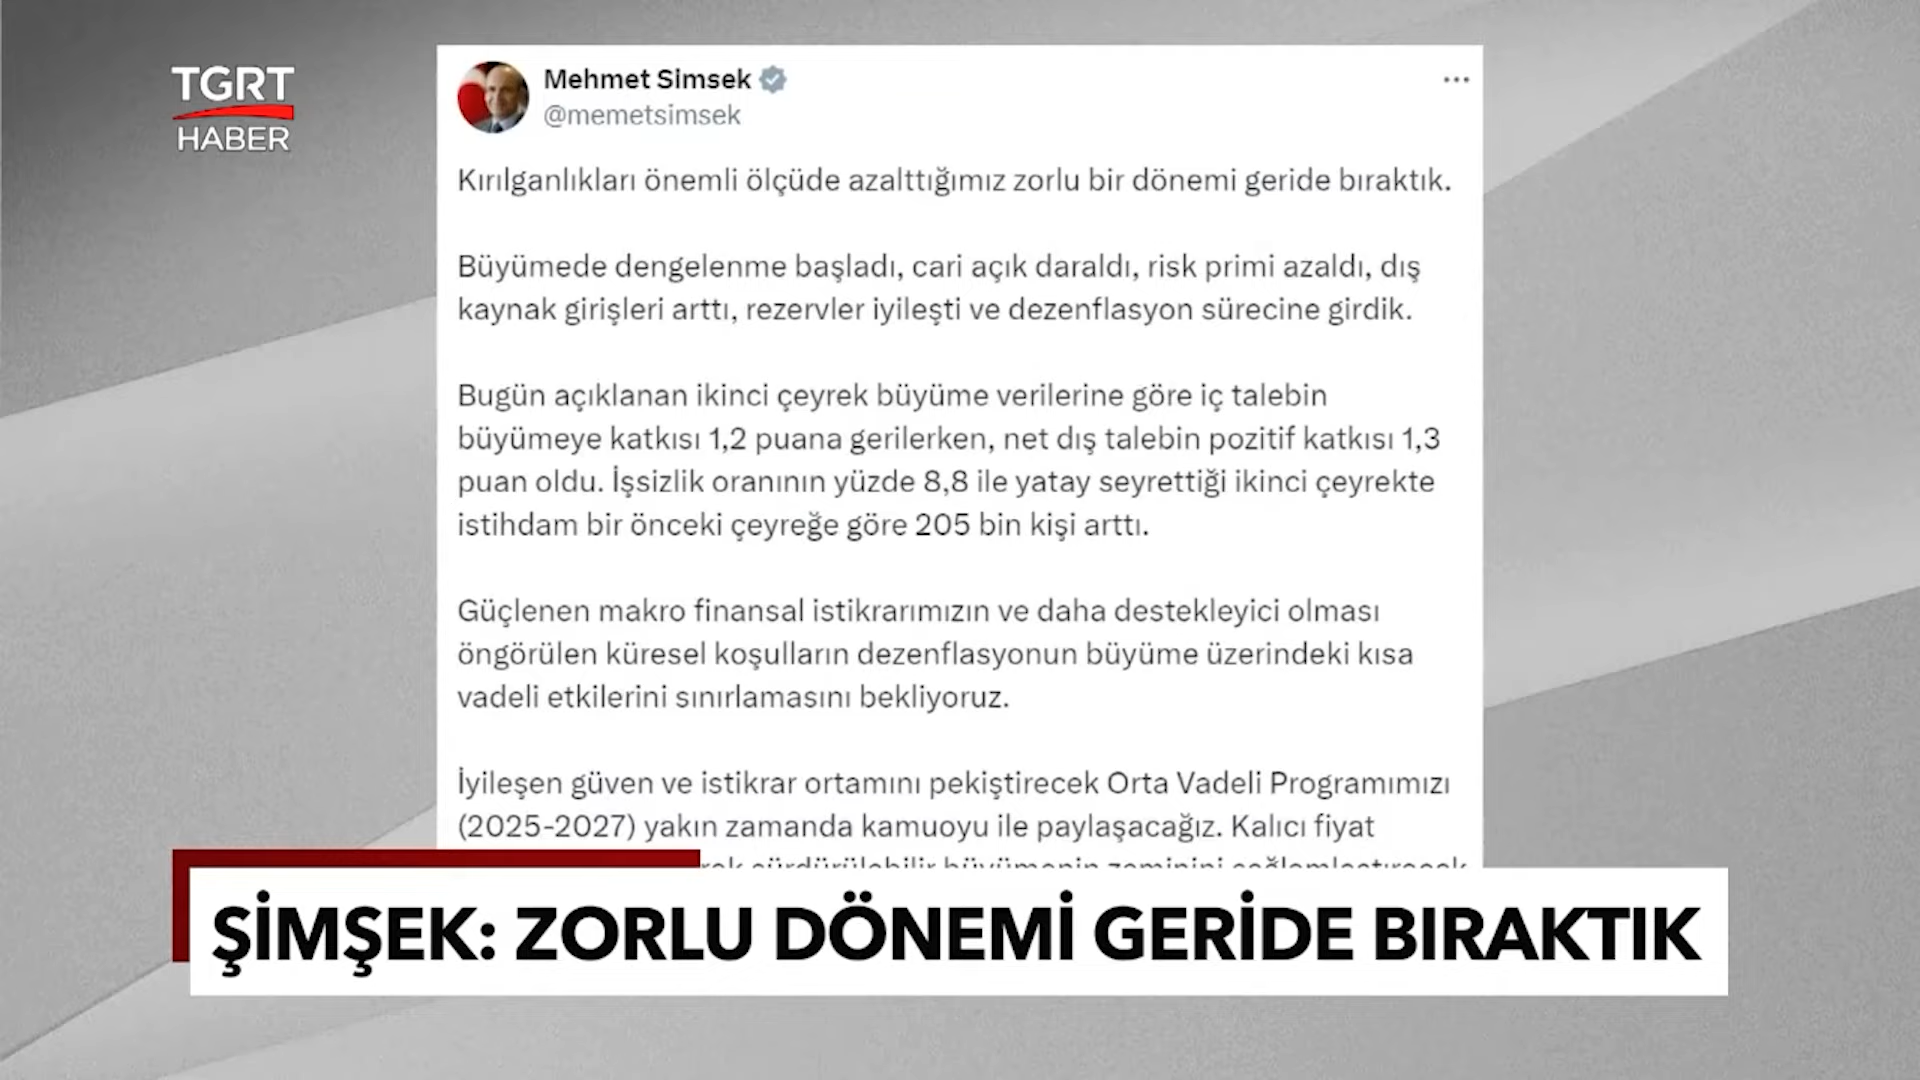 TGRT
HABER
Mehmet Simsek
@memetsimsek
Kırılganlıkları önemli ölçüde azalttığımız zorlu bir dönemi geride bıraktık.
Büyümede dengelenme başladı, cari açık daraldı, risk primi azaldı, dış
kaynak girişleri arttı, rezervler iyileşti ve dezenflasyon sürecine girdik.
Bugün açıklanan ikinci çeyrek büyüme verilerine göre iç talebin
büyümeye katkısı 1,2 puana gerilerken, net dış talebin pozitif katkısı 1,3
puan oldu. İşsizlik oranının yüzde 8,8 ile yatay seyrettiği ikinci çeyrekte
istihdam bir önceki çeyreğe göre 205 bin kişi arttı.
Güçlenen makro finansal istikrarımızın ve daha destekleyici olması
öngörülen küresel koşulların dezenflasyonun büyüme üzerindeki kısa
vadeli etkilerini sınırlamasını bekliyoruz.
İyileşen güven ve istikrar ortamını pekiştirecek Orta Vadeli Programımızı
(2025-2027) yakın zamanda kamuoyu ile paylaşacağız. Kalıcı fiyat
sürdürülebilir büyümenin zeminini sağlamlaştıracak
ŞİMŞEK: ZORLU DÖNEMİ GERİDE BIRAKTIK